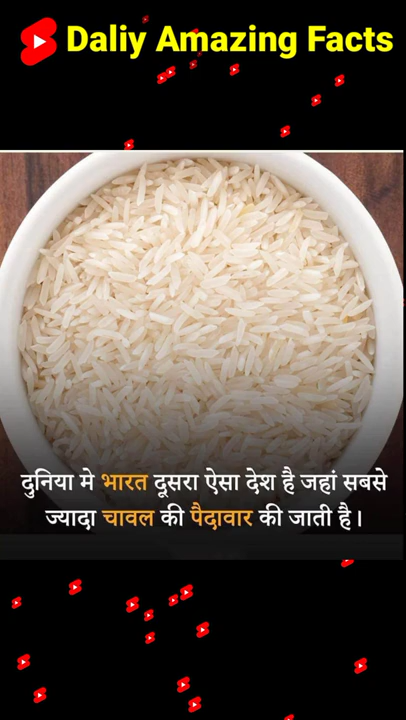 Daliy Amazing Facts
दुनिया मे भारत दूसरा ऐसा देश है जहां सबसे
ज्यादा चावल की पैदावार की जाती है।